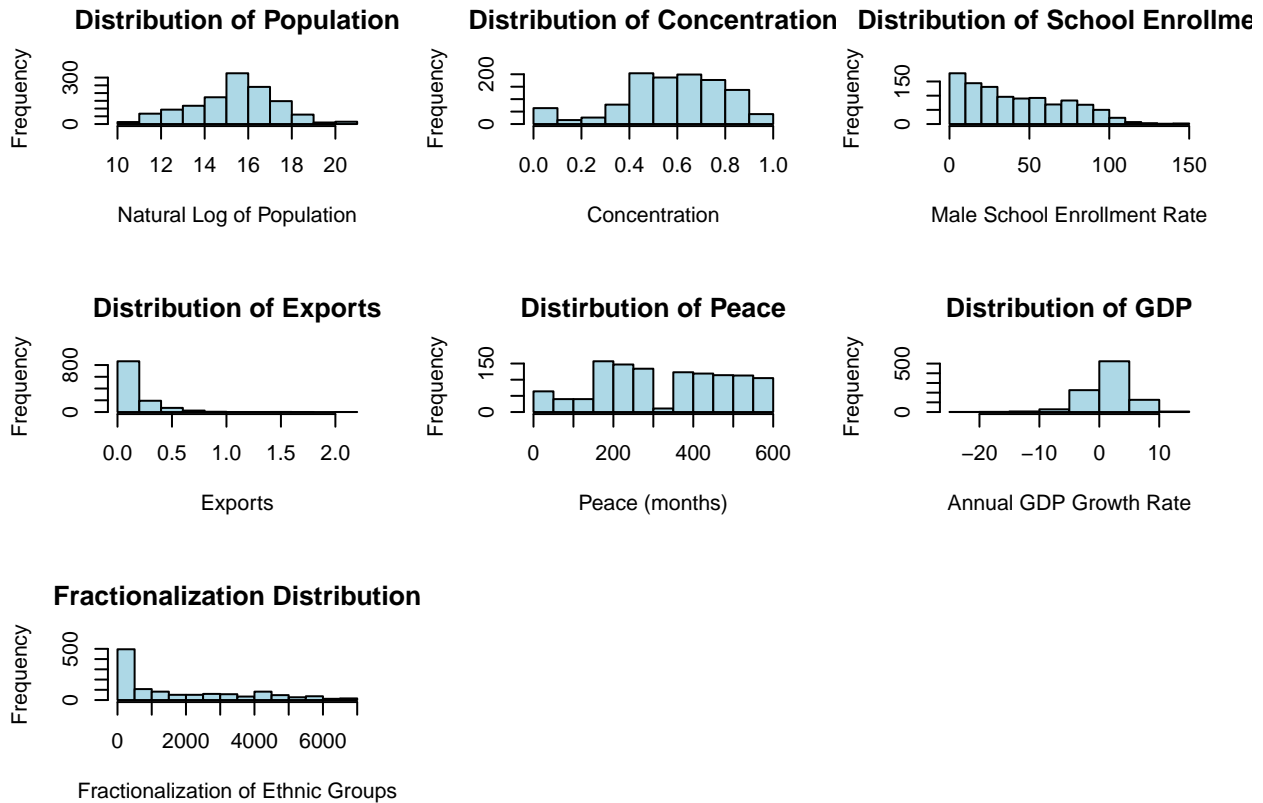 Distribution of Population
Frequency
0 300
10 12 14 16 18 20
Natural Log of Population
Distribution of Concentration
Frequency
0 200
0.0 0.2 0.4 0.6 0.8 1.0
Concentration
Distribution of School Enrollme
Frequency
0 150
0 50 100 150
Male School Enrollment Rate
Distribution of Exports
Frequency
0 800
0.0 0.5 1.0 1.5 2.0
Exports
Distirbution of Peace
Frequency
0 150
0 200 400 600
Peace (months)
Distribution of GDP
Frequency
0 500
−20 −10 0 10
Annual GDP Growth Rate
Fractionalization Distribution
Frequency
0 500
0 2000 4000 6000
Fractionalization of Ethnic Groups